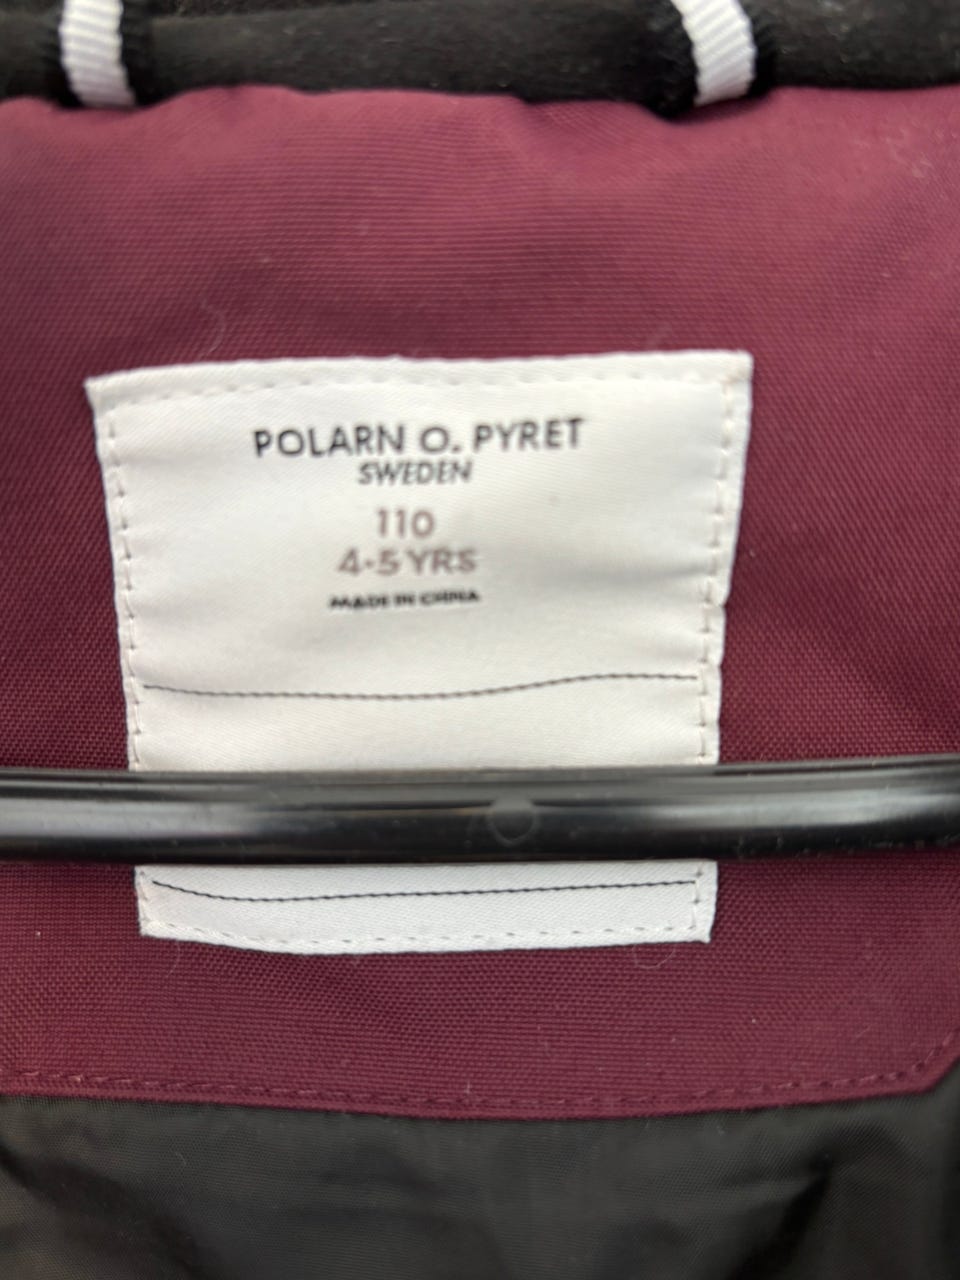 POLARN O. PYRET
SWEDEN
110
4-5 YRS
MADE IN CHINA